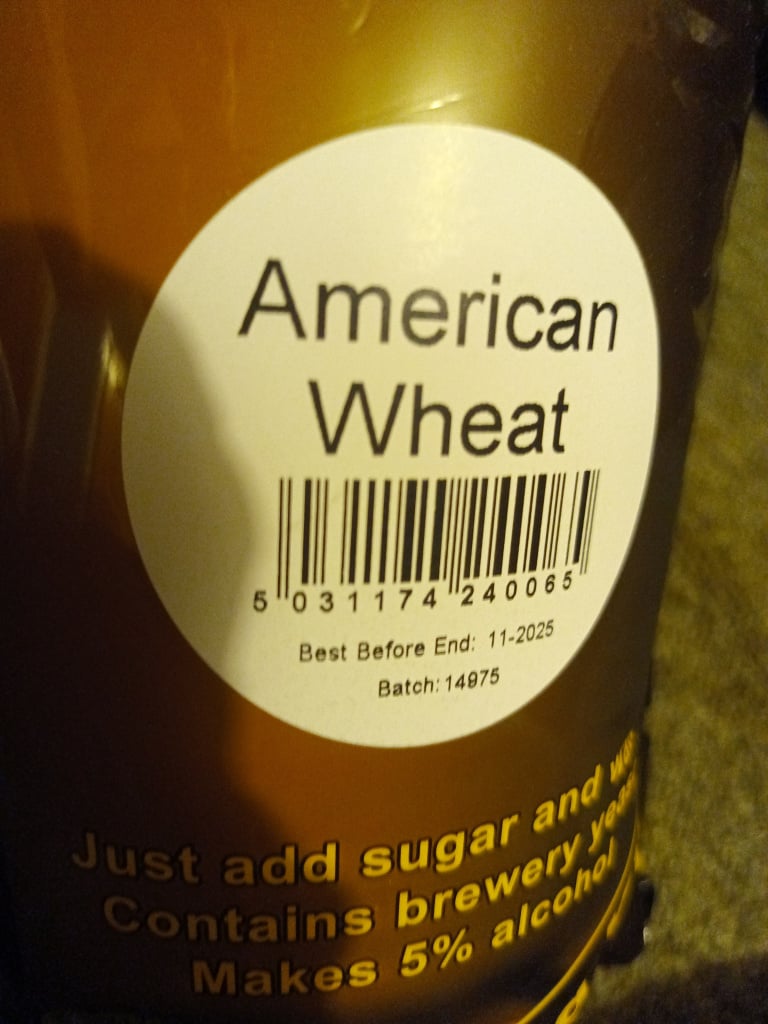 American
Wheat
5 031174 240065
Best Before End: 11-2025
Batch: 14975
Just add sugar and
Contains brewery
Makes 5% alcohol